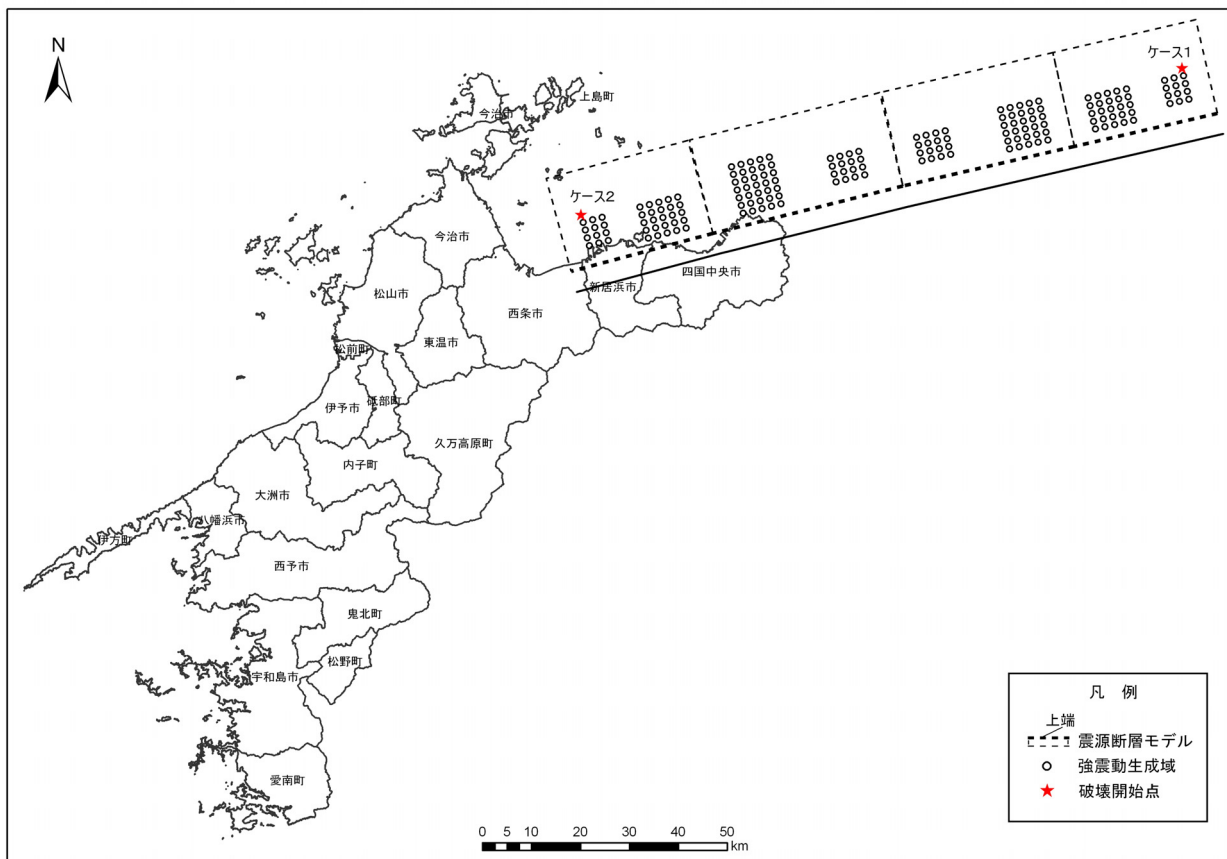 N
ケース1
上島町
今治市
ケース2
今治市
四国中央市
新居浜市
松山市
西条市
東温市
松前町
砥部町
伊予市
久万高原町
内子町
大洲市
八幡浜市
伊方町
西予市
鬼北町
松野町
宇和島市
愛南町
凡 例
上端
震源断層モデル
強震動生成域
破壊開始点
0 5 10 20 30 40 50
km